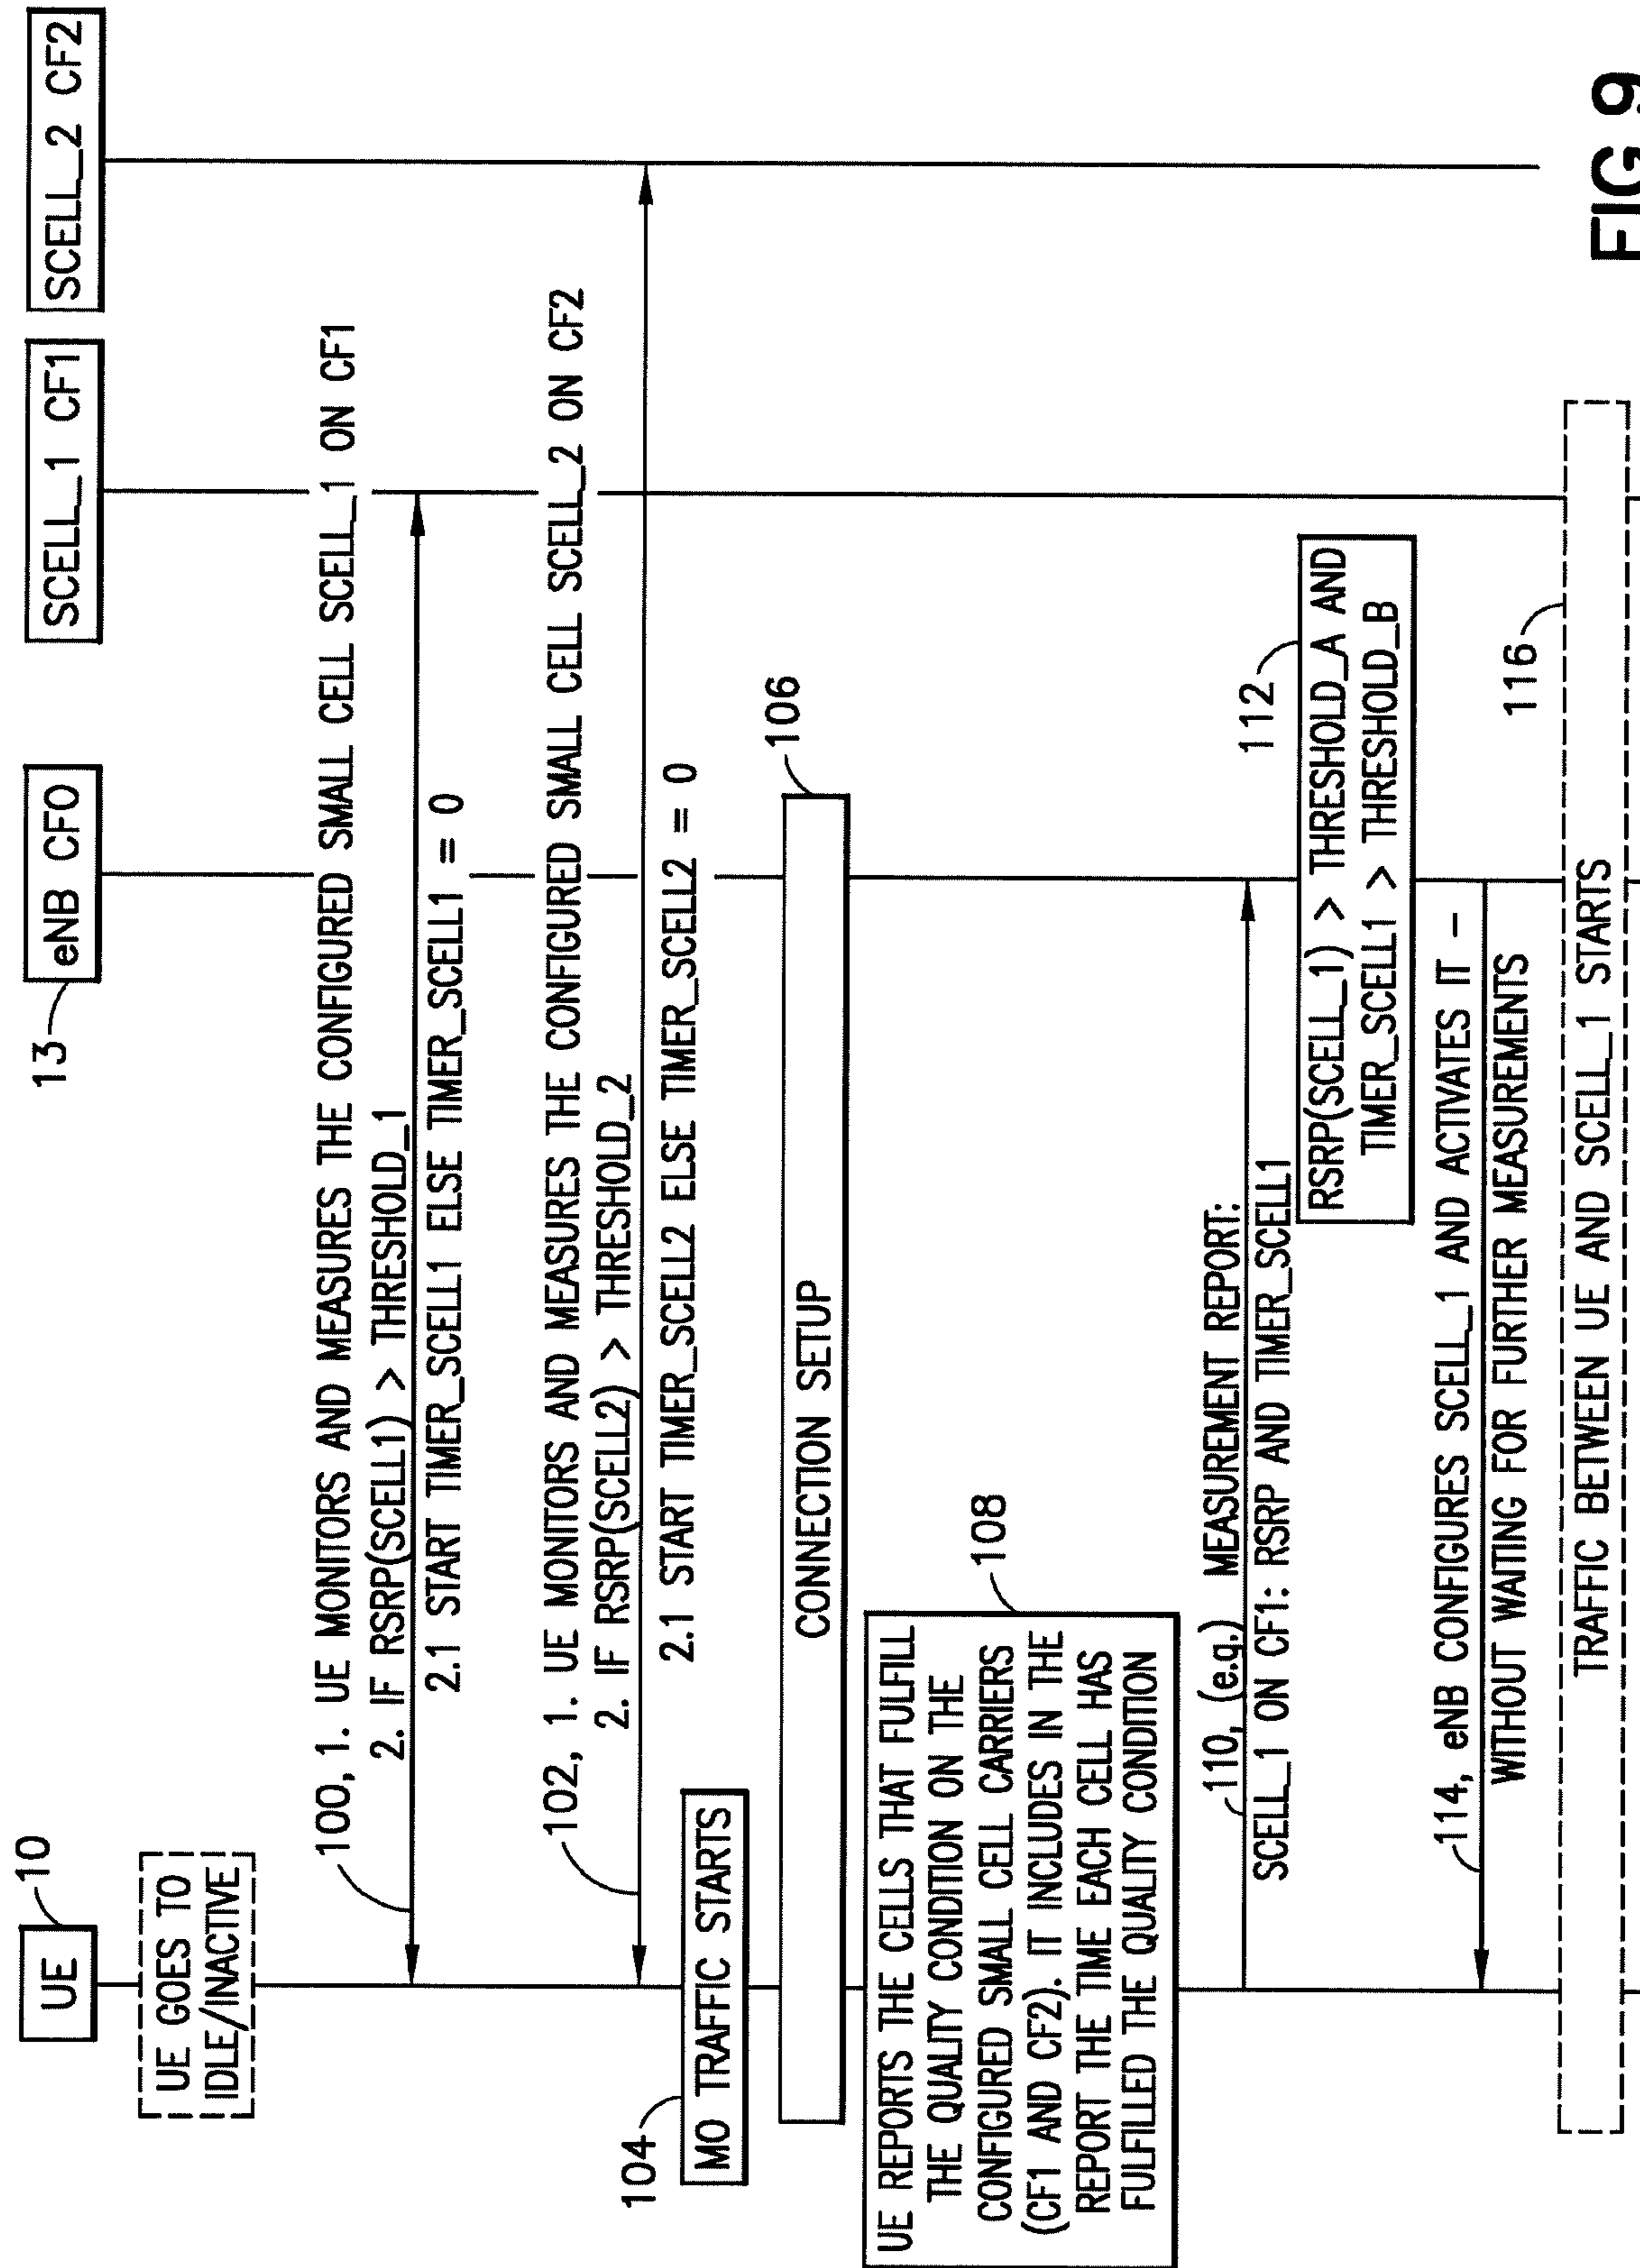 UE
10
13
eNB CF0
SCELL_1 CF1
SCELL_2 CF2
UE GOES TO
IDLE/INACTIVE
100, 1. UE MONITORS AND MEASURES THE CONFIGURED SMALL CELL SCELL_1 ON CF1
2. IF RSRP(SCELL1) > THRESHOLD_1
2.1 START TIMER_SCELL1 ELSE TIMER_SCELL1 = 0
102, 1. UE MONITORS AND MEASURES THE CONFIGURED SMALL CELL SCELL_2 ON CF2
2. IF RSRP(SCELL2) > THRESHOLD_2
2.1 START TIMER_SCELL2 ELSE TIMER_SCELL2 = 0
104
MO TRAFFIC STARTS
106
CONNECTION SETUP
108
UE REPORTS THE CELLS THAT FULFILL
THE QUALITY CONDITION ON THE
CONFIGURED SMALL CELL CARRIERS
(CF1 AND CF2). IT INCLUDES IN THE
REPORT THE TIME EACH CELL HAS
FULFILLED THE QUALITY CONDITION
110, (e.g.) MEASUREMENT REPORT:
SCELL_1 ON CF1: RSRP AND TIMER_SCELL1
112
RSRP(SCELL_1) > THRESHOLD_A AND
TIMER_SCELL1 > THRESHOLD_B
114, eNB CONFIGURES SCELL_1 AND ACTIVATES IT –
WITHOUT WAITING FOR FURTHER MEASUREMENTS
116
TRAFFIC BETWEEN UE AND SCELL_1 STARTS
FIG.9